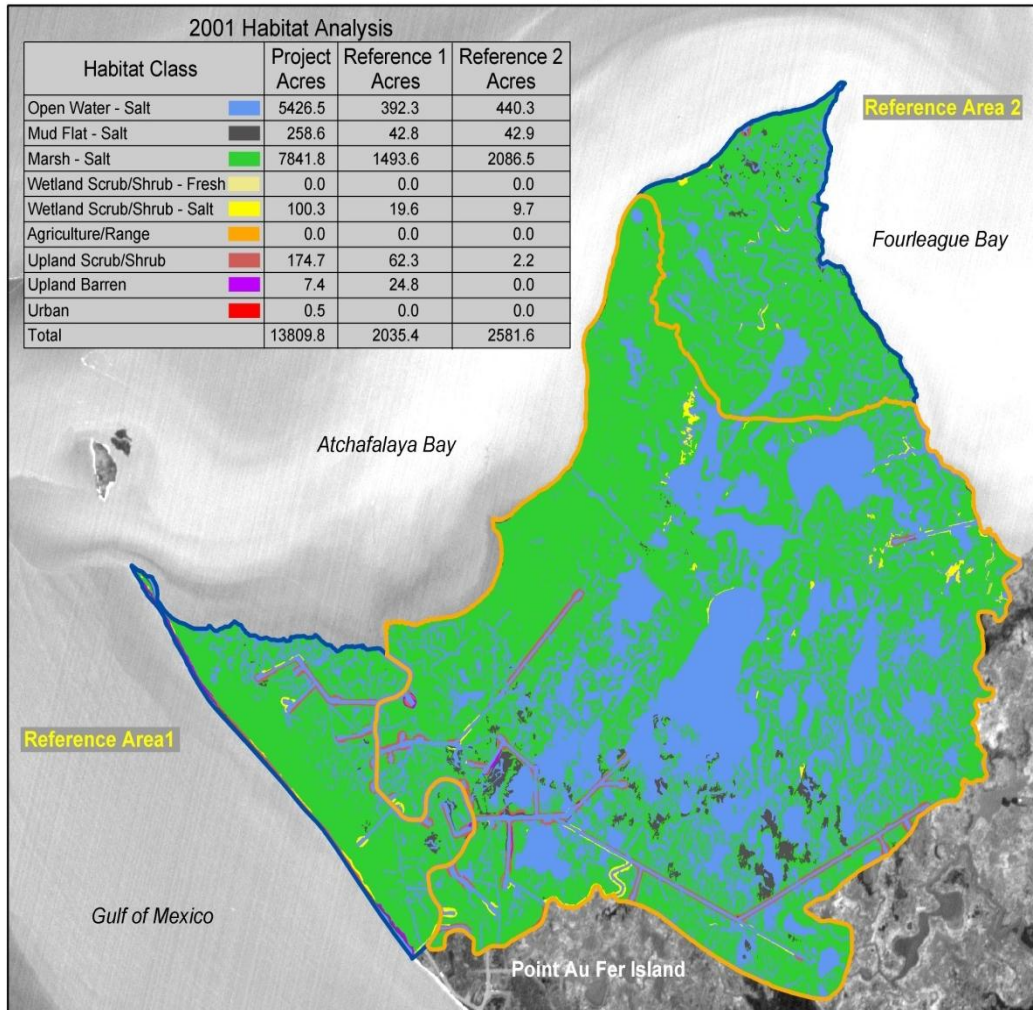 2001 Habitat Analysis
Habitat Class Project Acres Reference 1 Acres Reference 2 Acres
Open Water - Salt 5426.5 392.3 440.3
Mud Flat - Salt 258.6 42.8 42.9
Marsh - Salt 7841.8 1493.6 2086.5
Wetland Scrub/Shrub - Fresh 0.0 0.0 0.0
Wetland Scrub/Shrub - Salt 100.3 19.6 9.7
Agriculture/Range 0.0 0.0 0.0
Upland Scrub/Shrub 174.7 62.3 2.2
Upland Barren 7.4 24.8 0.0
Urban 0.5 0.0 0.0
Total 13809.8 2035.4 2581.6
Reference Area 2
Fourleague Bay
Atchafalaya Bay
Reference Area1
Gulf of Mexico
Point Au Fer Island